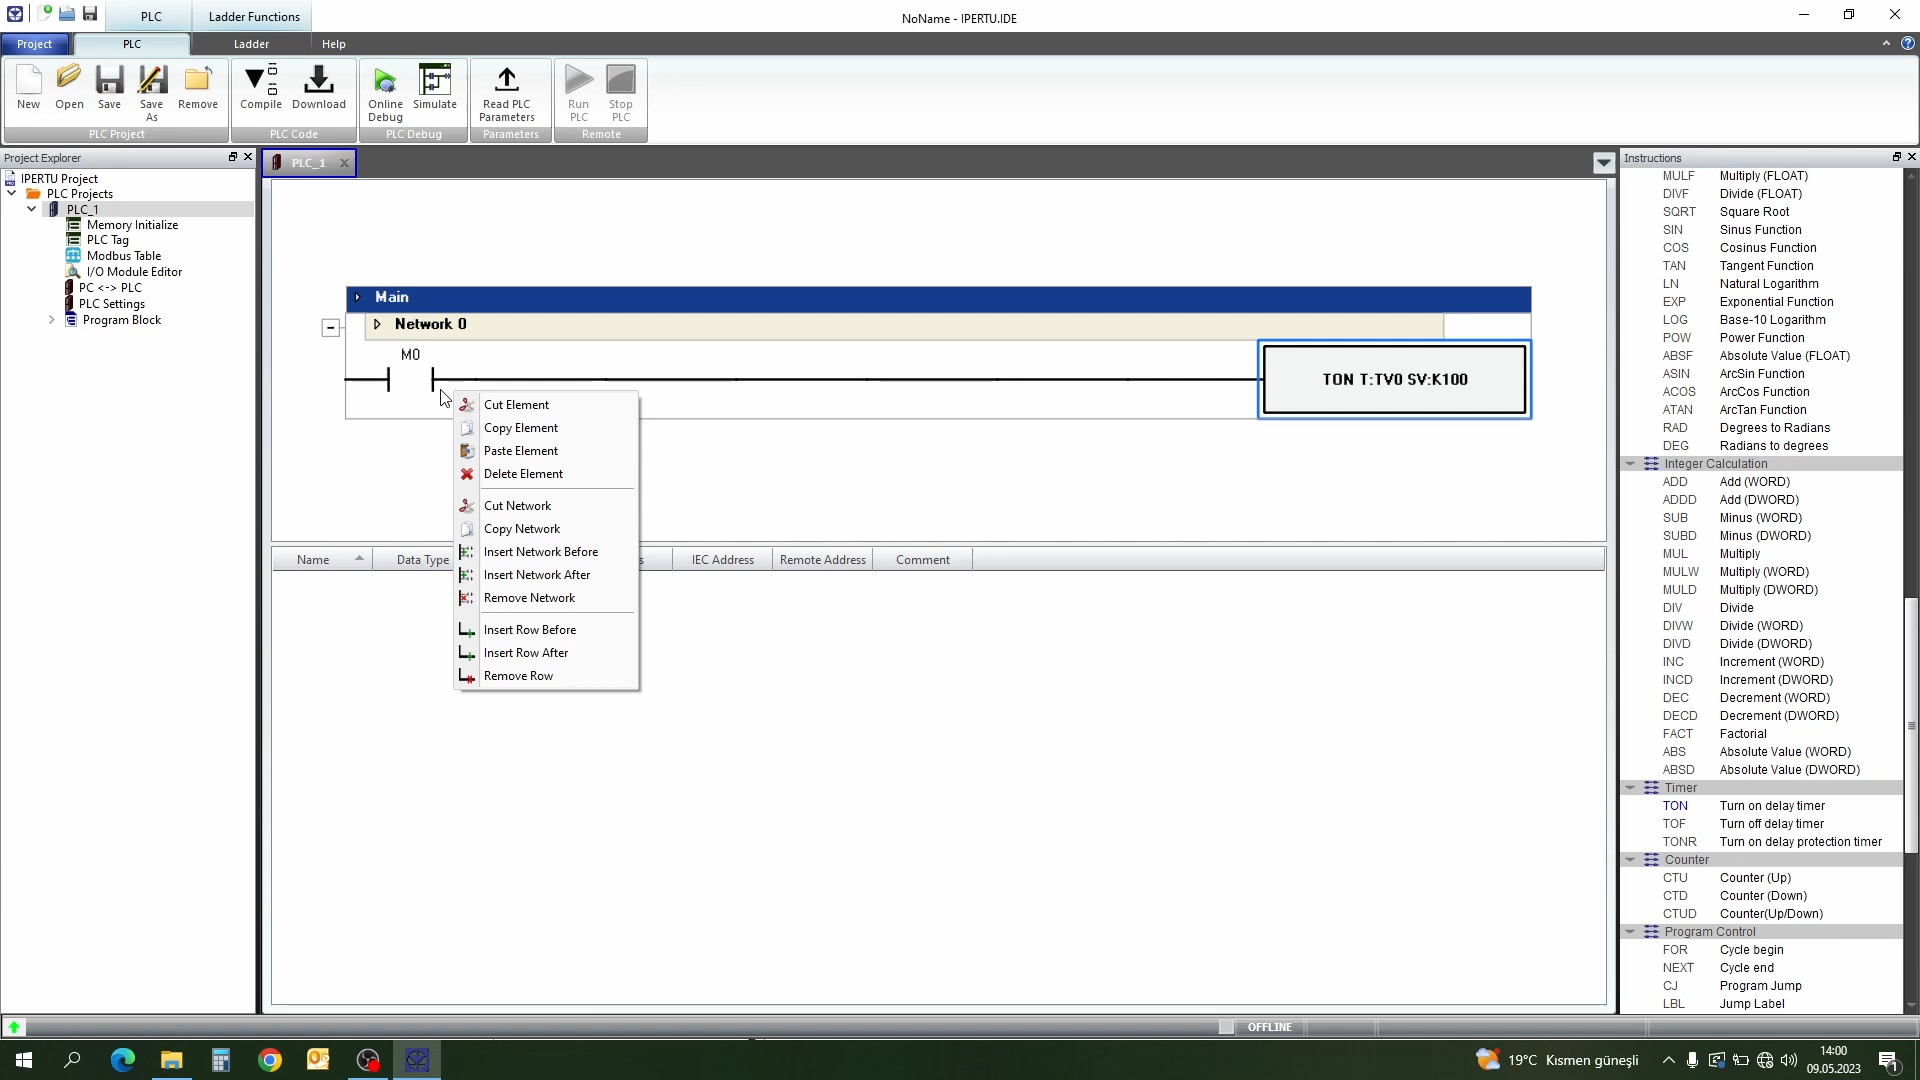 PLC
Ladder Functions
NoName - IPERTU.IDE
Project
PLC
Ladder
Help
New
Open
Save
Save As
Remove
PLC Project
Compile
Download
PLC Code
Online Debug
Simulate
PLC Debug
Read PLC Parameters
Parameters
Run PLC
Stop PLC
Remote
Project Explorer
IPERTU Project
PLC Projects
PLC_1
Memory Initialize
PLC Tag
Modbus Table
I/O Module Editor
PC <-> PLC
PLC Settings
Program Block
PLC_1
Main
Network 0
M0
TON T:TV0 SV:K100
Cut Element
Copy Element
Paste Element
Delete Element
Cut Network
Copy Network
Insert Network Before
Insert Network After
Remove Network
Insert Row Before
Insert Row After
Remove Row
Name
Data Type
IEC Address
Remote Address
Comment
Instructions
MULF Multiply (FLOAT)
DIVF Divide (FLOAT)
SQRT Square Root
SIN Sinus Function
COS Cosinus Function
TAN Tangent Function
LN Natural Logarithm
EXP Exponential Function
LOG Base-10 Logarithm
POW Power Function
ABSF Absolute Value (FLOAT)
ASIN ArcSin Function
ACOS ArcCos Function
ATAN ArcTan Function
RAD Degrees to Radians
DEG Radians to degrees
Integer Calculation
ADD Add (WORD)
ADDD Add (DWORD)
SUB Minus (WORD)
SUBD Minus (DWORD)
MUL Multiply
MULW Multiply (WORD)
MULD Multiply (DWORD)
DIV Divide
DIVW Divide (WORD)
DIVD Divide (DWORD)
INC Increment (WORD)
INCD Increment (DWORD)
DEC Decrement (WORD)
DECD Decrement (DWORD)
FACT Factorial
ABS Absolute Value (WORD)
ABSD Absolute Value (DWORD)
Timer
TON Turn on delay timer
TOF Turn off delay timer
TONR Turn on delay protection timer
Counter
CTU Counter (Up)
CTD Counter (Down)
CTUD Counter(Up/Down)
Program Control
FOR Cycle begin
NEXT Cycle end
CJ Program Jump
LBL Jump Label
OFFLINE
19°C Kısmen güneşli
14:00
09.05.2023
1